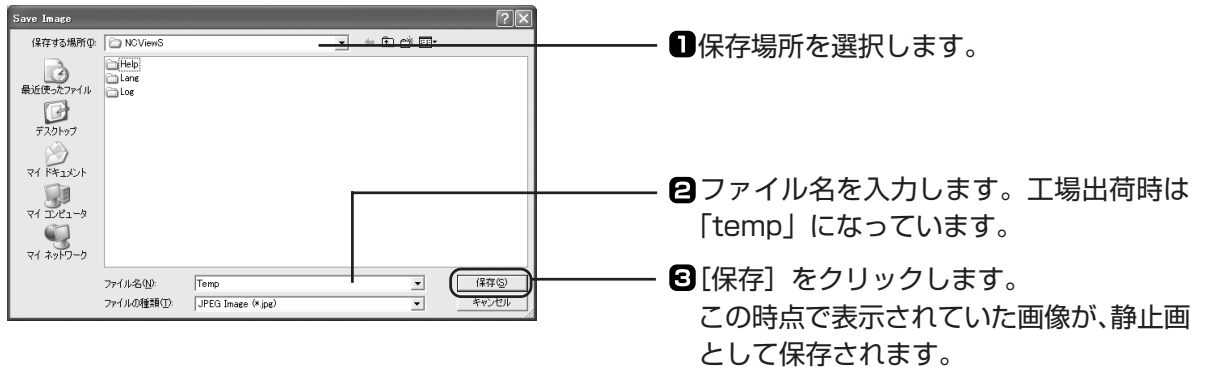 Save Image
保存する場所(I):
NCViewS
Help
Lang
Log
最近使ったファイル
デスクトップ
マイ ドキュメント
マイ コンピュータ
マイ ネットワーク
ファイル名(N):
Temp
保存(S)
ファイルの種類(T):
JPEG Image (*.jpg)
キャンセル
1保存場所を選択します。
2ファイル名を入力します。工場出荷時は
「temp」になっています。
3[保存] をクリックします。
この時点で表示されていた画像が、静止画
として保存されます。